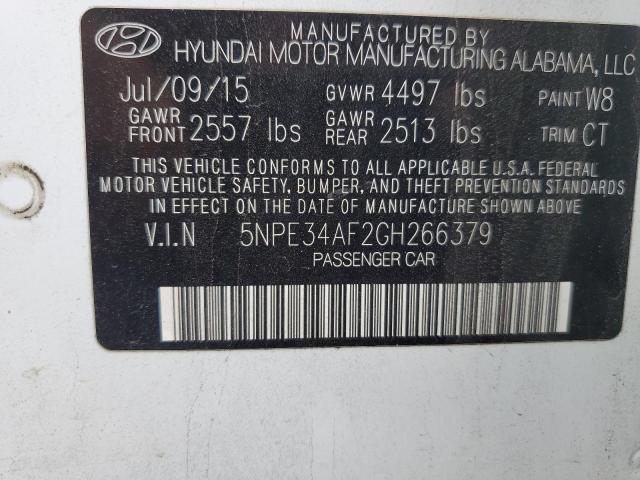 MANUFACTURED BY
HYUNDAI MOTOR MANUFACTURING ALABAMA, LLC
Jul/09/15 GVWR 4497 lbs PAINT W8
GAWR FRONT 2557 lbs GAWR REAR 2513 lbs TRIM CT
THIS VEHICLE CONFORMS TO ALL APPLICABLE U.S.A. FEDERAL
MOTOR VEHICLE SAFETY, BUMPER, AND THEFT PREVENTION STANDARDS
IN EFFECT ON THE DATE OF MANUFACTURE SHOWN ABOVE.
V.I.N 5NPE34AF2GH266379
PASSENGER CAR